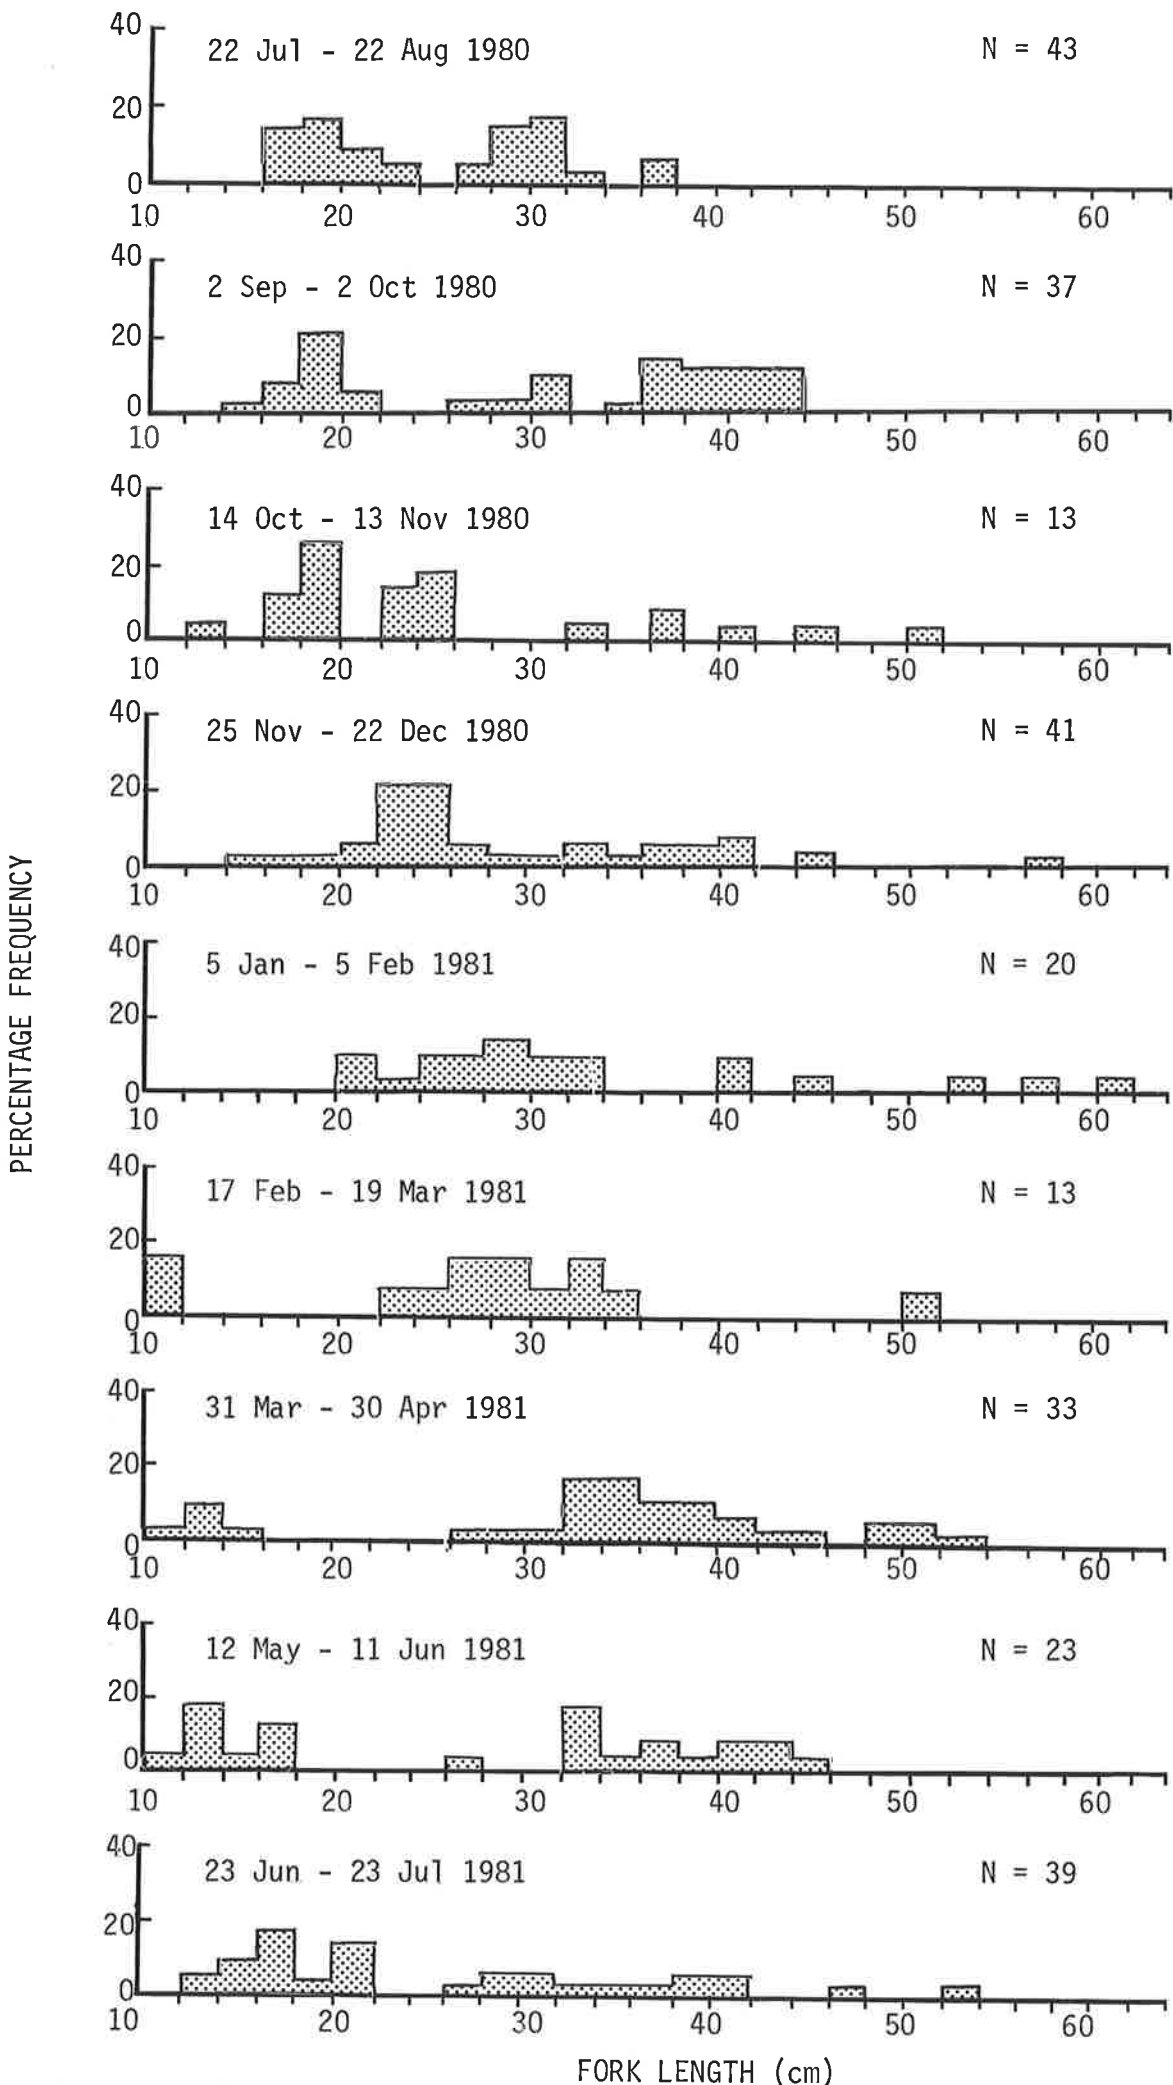 PERCENTAGE FREQUENCY
40
22 Jul - 22 Aug 1980 N = 43
20
0
10 20 30 40 50 60
40
2 Sep - 2 Oct 1980 N = 37
20
0
10 20 30 40 50 60
40
14 Oct - 13 Nov 1980 N = 13
20
0
10 20 30 40 50 60
40
25 Nov - 22 Dec 1980 N = 41
20
0
10 20 30 40 50 60
40
5 Jan - 5 Feb 1981 N = 20
20
0
10 20 30 40 50 60
40
17 Feb - 19 Mar 1981 N = 13
20
0
10 20 30 40 50 60
40
31 Mar - 30 Apr 1981 N = 33
20
0
10 20 30 40 50 60
40
12 May - 11 Jun 1981 N = 23
20
0
10 20 30 40 50 60
40
23 Jun - 23 Jul 1981 N = 39
20
0
10 20 30 40 50 60
FORK LENGTH (cm)